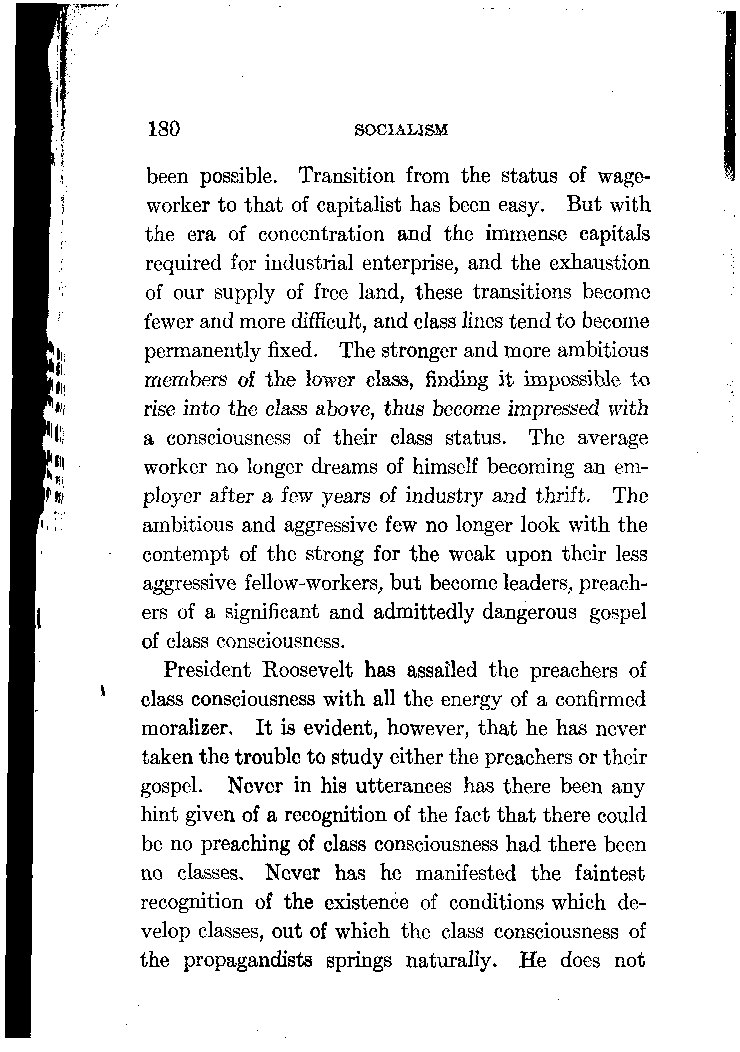 180 SOCIALISM
been possible. Transition from the status of wage-
worker to that of capitalist has been easy. But with
the era of concentration and the immense capitals
required for industrial enterprise, and the exhaustion
of our supply of free land, these transitions become
fewer and more difficult, and class lines tend to become
permanently fixed. The stronger and more ambitious
members of the lower class, finding it impossible to
rise into the class above, thus become impressed with
a consciousness of their class status. The average
worker no longer dreams of himself becoming an em-
ployer after a few years of industry and thrift. The
ambitious and aggressive few no longer look with the
contempt of the strong for the weak upon their less
aggressive fellow-workers, but become leaders, preach-
ers of a significant and admittedly dangerous gospel
of class consciousness.
President Roosevelt has assailed the preachers of
class consciousness with all the energy of a confirmed
moralizer. It is evident, however, that he has never
taken the trouble to study either the preachers or their
gospel. Never in his utterances has there been any
hint given of a recognition of the fact that there could
be no preaching of class consciousness had there been
no classes. Never has he manifested the faintest
recognition of the existence of conditions which de-
velop classes, out of which the class consciousness of
the propagandists springs naturally. He does not